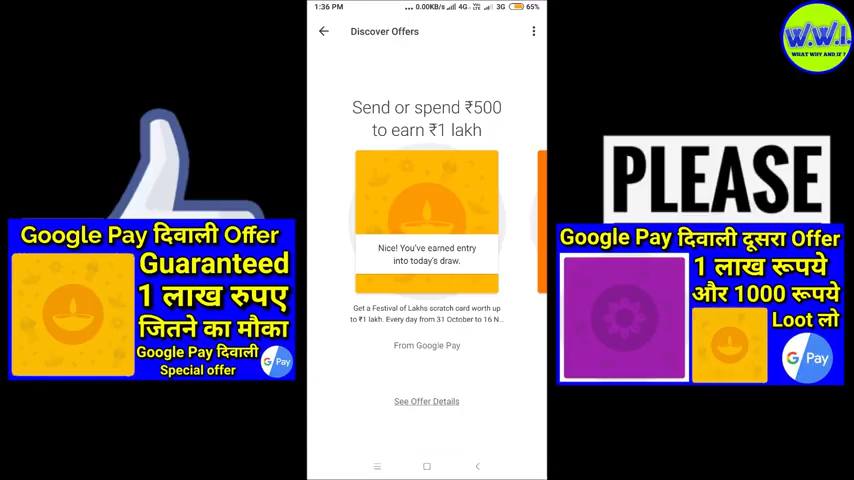 1:36 PM
... 0.00KB/s 4G VoLTE 3G 65%
Discover Offers
W.W.I.
WHAT WHY AND IF ?
Send or spend ₹500
to earn ₹1 lakh
Nice! You've earned entry
into today's draw.
Get a Festival of Lakhs scratch card worth up
to ₹1 lakh. Every day from 31 October to 16 N...
From Google Pay
See Offer Details
Google Pay दिवाली Offer
Guaranteed
1 लाख रुपए
जितने का मौका
Google Pay दिवाली
Special offer
G Pay
PLEASE
Google Pay दिवाली दूसरा Offer
1 लाख रूपये
और 1000 रूपये
Loot लो
G Pay